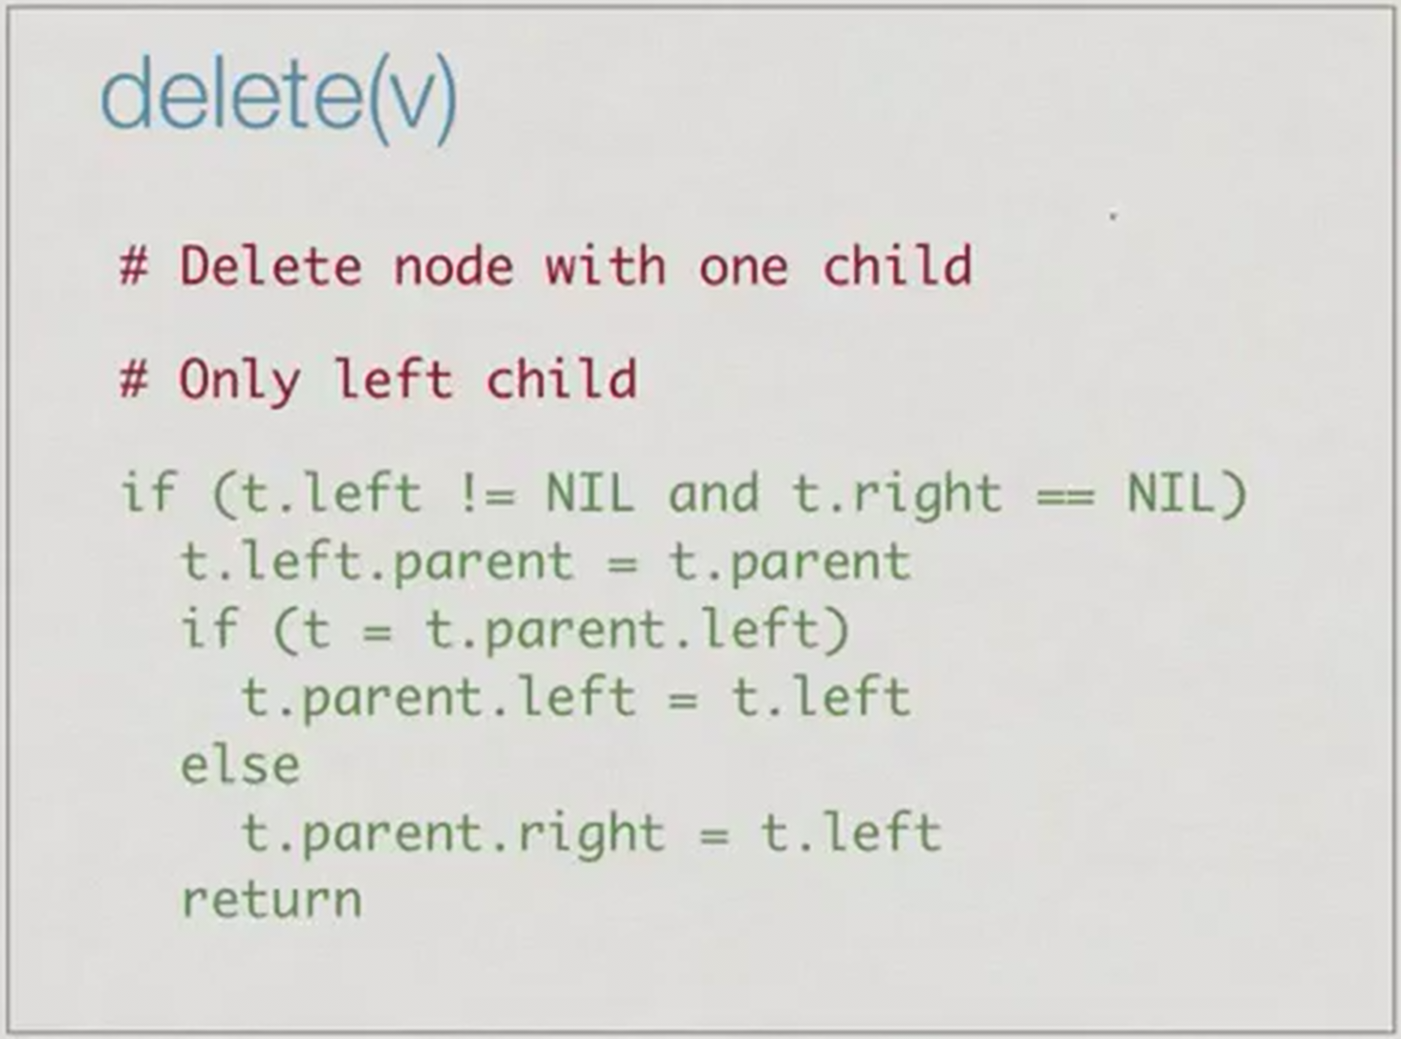 delete(v)
# Delete node with one child
# Only left child
if (t.left != NIL and t.right == NIL)
t.left.parent = t.parent
if (t = t.parent.left)
t.parent.left = t.left
else
t.parent.right = t.left
return